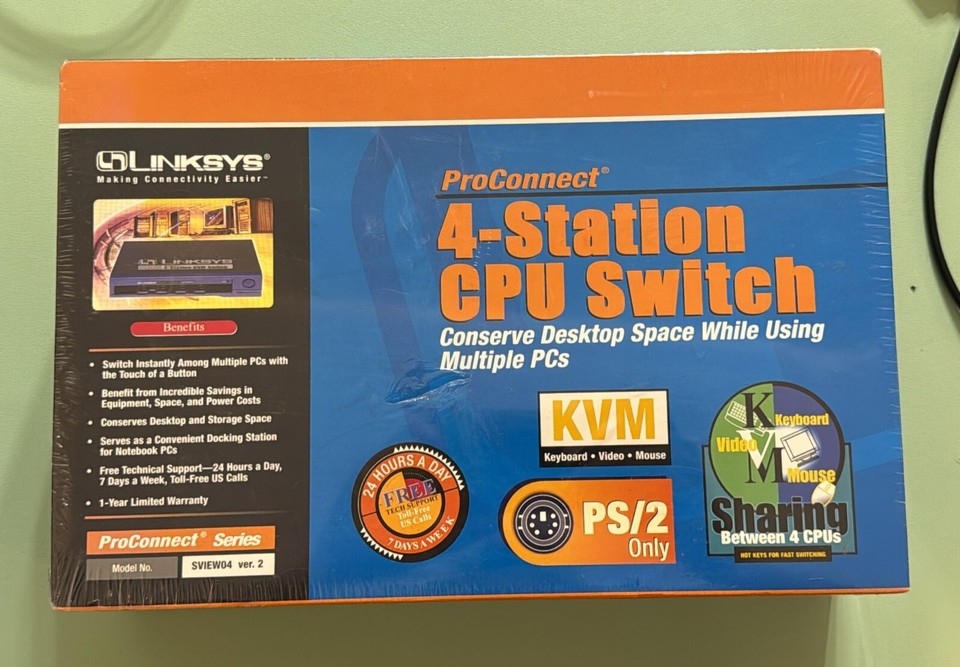 LINKSYS®
Making Connectivity Easier™
LINKSYS
Benefits
• Switch Instantly Among Multiple PCs with
the Touch of a Button
• Benefit from Incredible Savings in
Equipment, Space, and Power Costs
• Conserves Desktop and Storage Space
• Serves as a Convenient Docking Station
for Notebook PCs
• Free Technical Support—24 Hours a Day,
7 Days a Week, Toll-Free US Calls
• 1-Year Limited Warranty
ProConnect® Series
Model No.
SVIEW04 ver. 2
ProConnect®
4-Station
CPU Switch
Conserve Desktop Space While Using
Multiple PCs
24 HOURS A DAY
FREE
TECH SUPPORT
Toll-Free
US Calls
7 DAYS A WEEK
KVM
Keyboard • Video • Mouse
PS/2
Only
K
Keyboard
V
Video
M
Mouse
Sharing
Between 4 CPUs
HOT KEYS FOR FAST SWITCHING